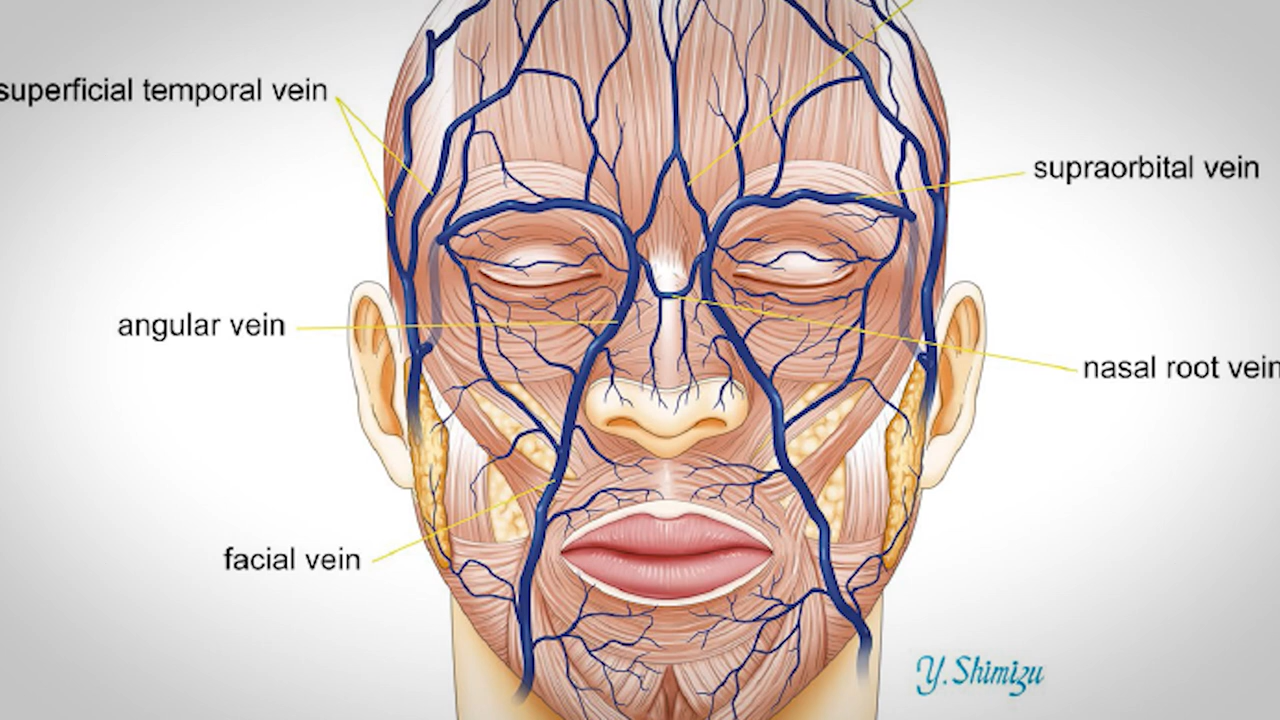 superficial temporal vein
supraorbital vein
angular vein
nasal root vein
facial vein
Y. Shimizu